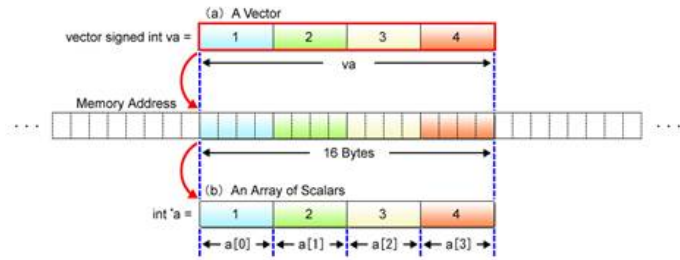 (a) A Vector
vector signed int va = 1 2 3 4
va
Memory Address
... ...
16 Bytes
(b) An Array of Scalars
int *a = 1 2 3 4
a[0] a[1] a[2] a[3]